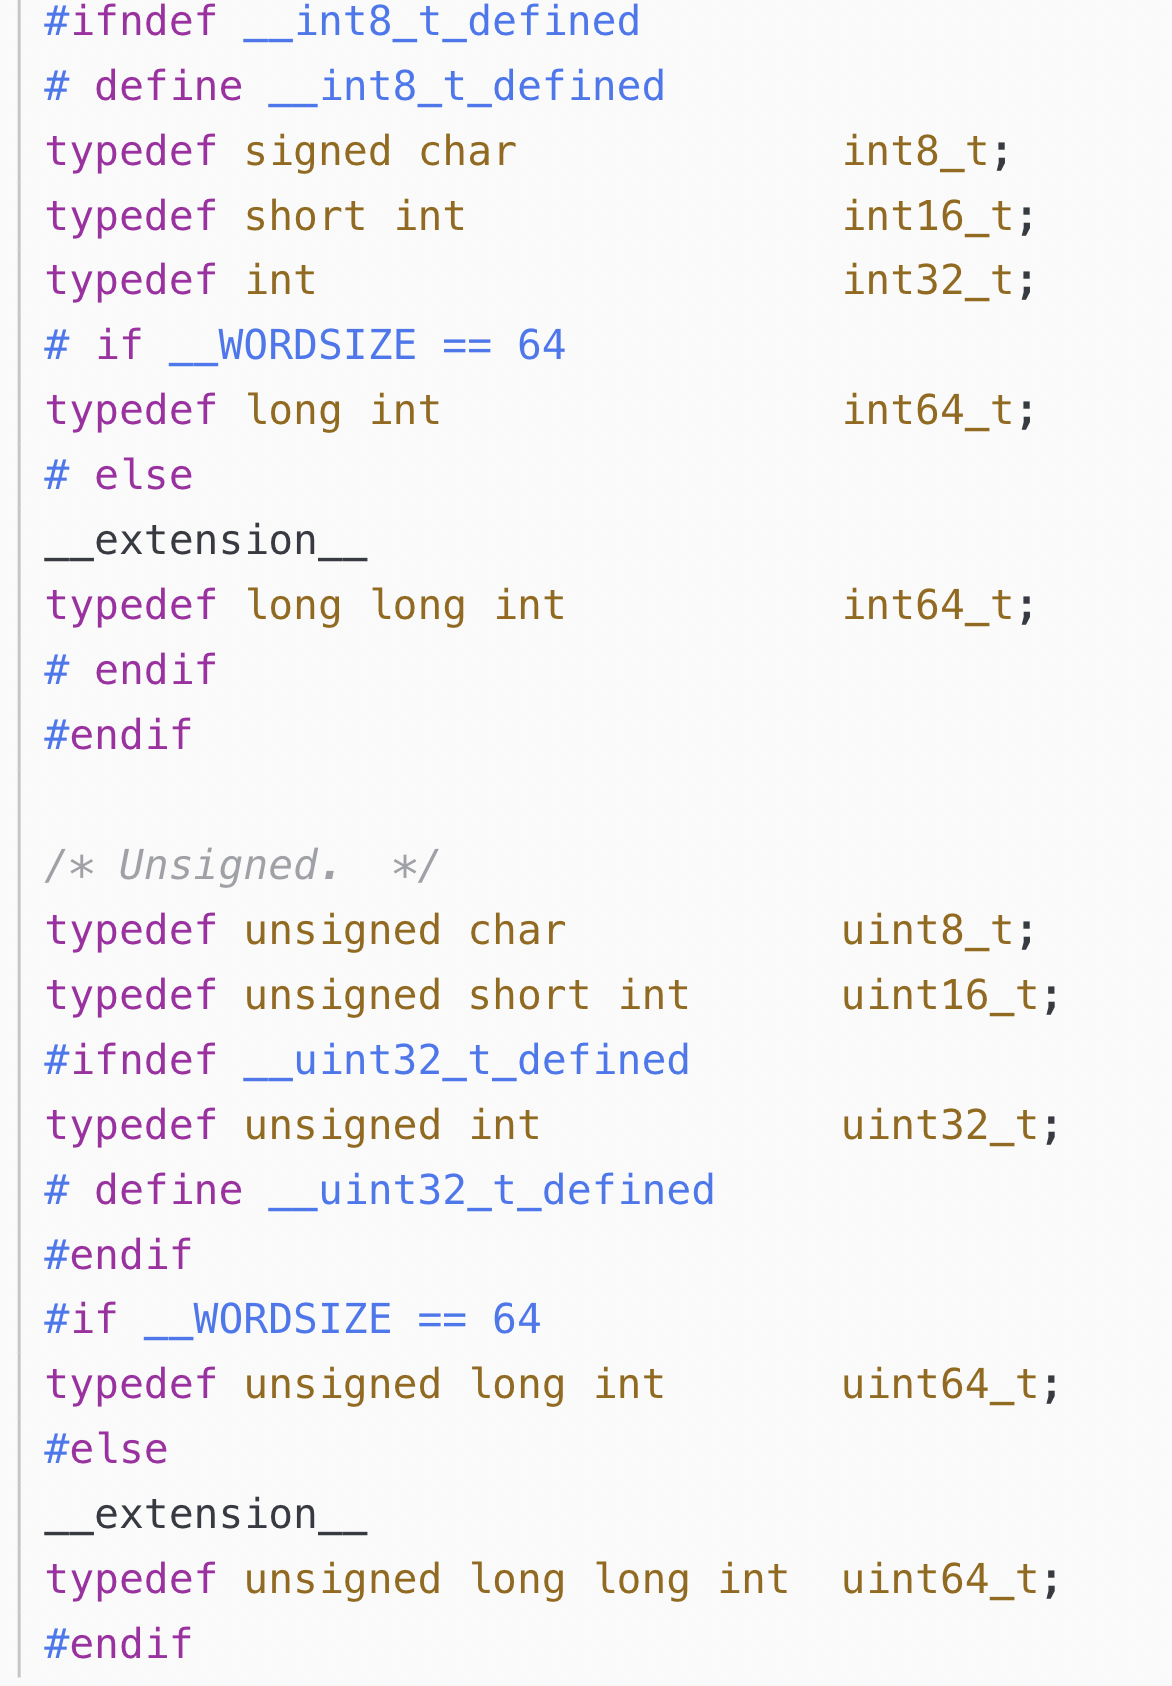 #ifndef __int8_t_defined
# define __int8_t_defined
typedef signed char             int8_t;
typedef short int               int16_t;
typedef int                     int32_t;
# if __WORDSIZE == 64
typedef long int                int64_t;
# else
__extension__
typedef long long int           int64_t;
# endif
#endif

/* Unsigned.  */
typedef unsigned char           uint8_t;
typedef unsigned short int      uint16_t;
#ifndef __uint32_t_defined
typedef unsigned int            uint32_t;
# define __uint32_t_defined
#endif
#if __WORDSIZE == 64
typedef unsigned long int       uint64_t;
#else
__extension__
typedef unsigned long long int  uint64_t;
#endif